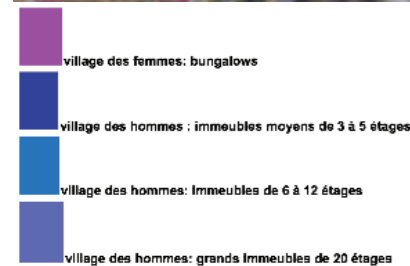 village des femmes: bungalows
village des hommes : immeubles moyens de 3 à 5 étages
village des hommes: immeubles de 6 à 12 étages
village des hommes: grands immeubles de 20 étages